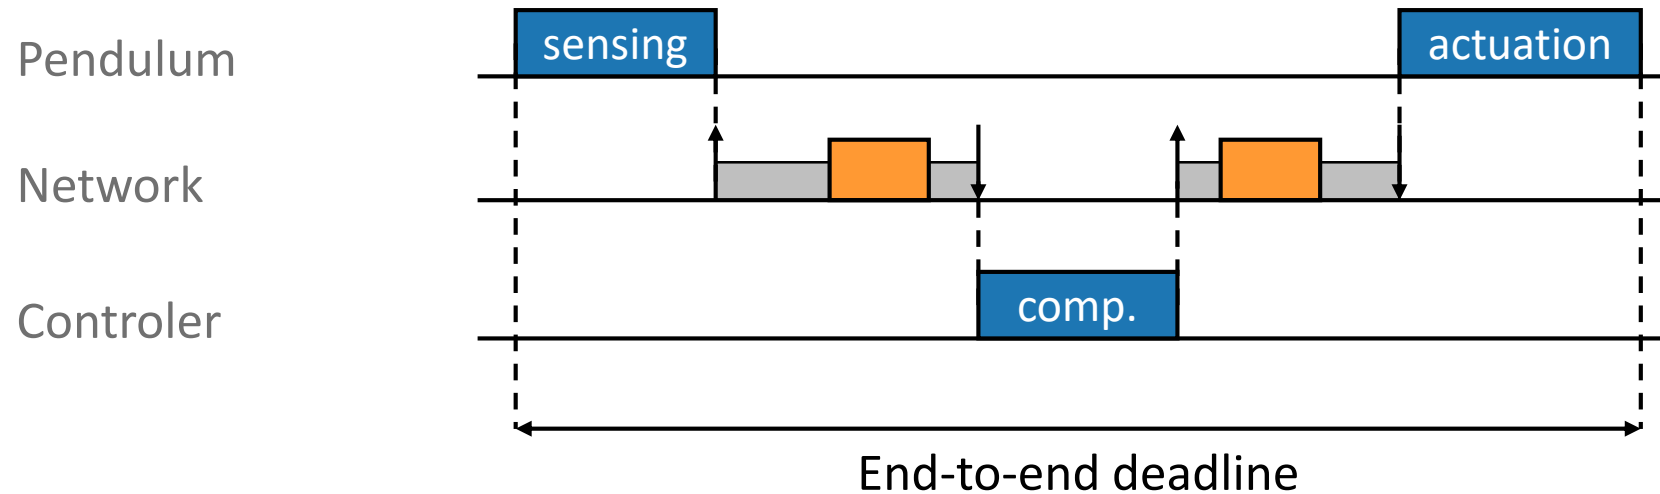 Pendulum
sensing
actuation
Network
Controler
comp.
End-to-end deadline